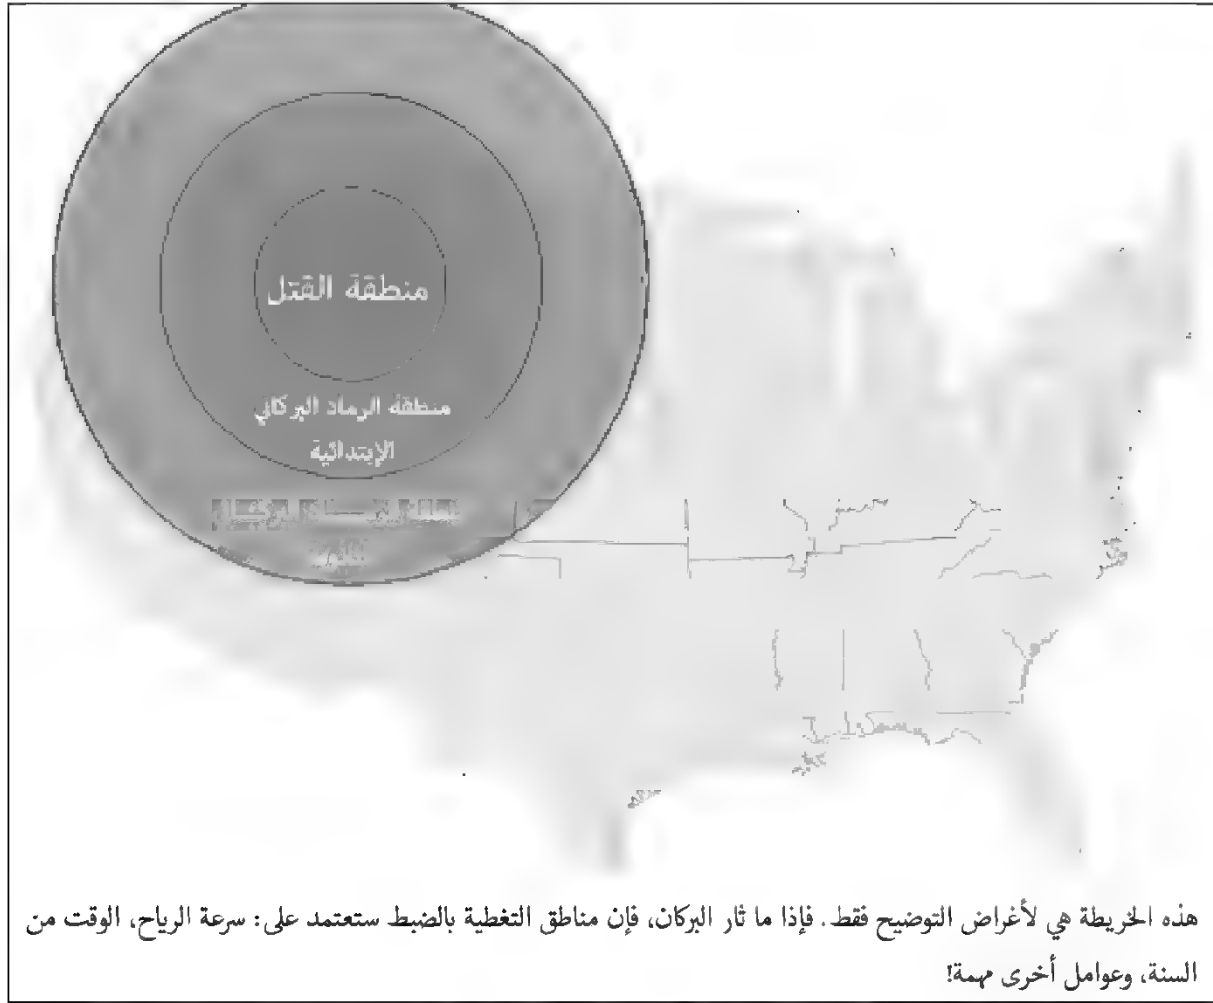 منطقة القتل
منطقة الرماد البركاني
الإبتدائية
هذه الخريطة هي لأغراض التوضيح فقط. فإذا ما ثار البركان، فإن مناطق التغطية بالضبط ستعتمد على: سرعة الرياح، الوقت من
السنة، وعوامل أخرى مهمة!